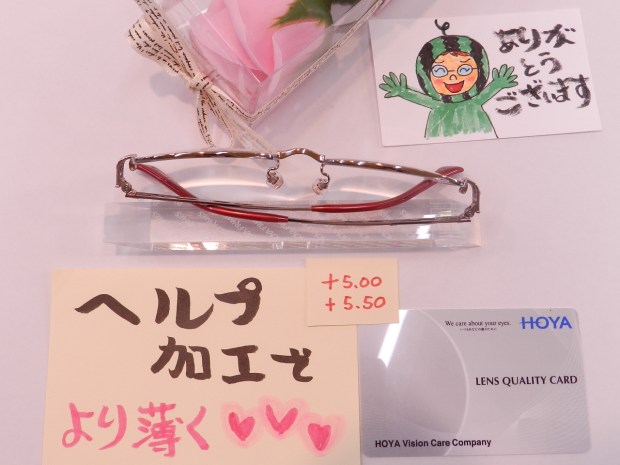 ありが
とう
ございます
+5.00
+5.50
ヘルプ
加工で
より薄く
We care about your eyes.
HOYA
LENS QUALITY CARD
HOYA Vision Care Company